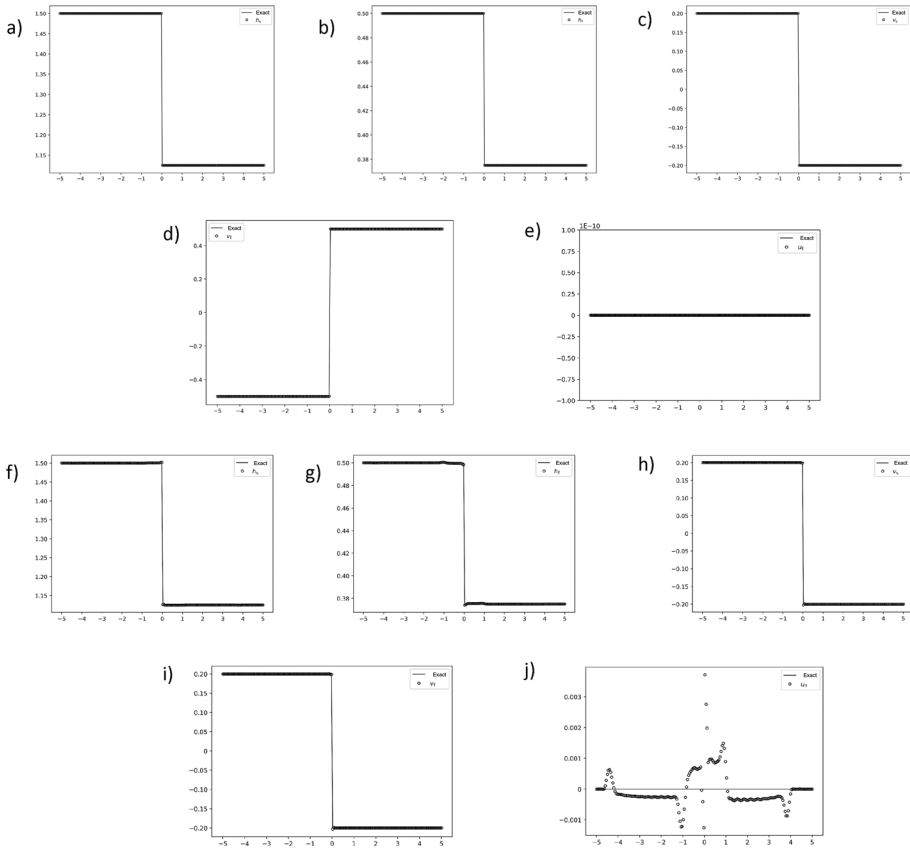 a)
Exact
hₛ
1.50
1.45
1.40
1.35
1.30
1.25
1.20
1.15
−5 −4 −3 −2 −1 0 1 2 3 4 5
b)
Exact
h_f
0.50
0.48
0.46
0.44
0.42
0.40
0.38
−5 −4 −3 −2 −1 0 1 2 3 4 5
c)
Exact
vₛ
0.20
0.15
0.10
0.05
0
−0.05
−0.10
−0.15
−0.20
−5 −4 −3 −2 −1 0 1 2 3 4 5
d)
Exact
v_f
0.4
0.2
0
−0.2
−0.4
−5 −4 −3 −2 −1 0 1 2 3 4 5
e)
1E−10
Exact
u_f
1.00
0.75
0.50
0.25
0
−0.25
−0.50
−0.75
−1.00
−5 −4 −3 −2 −1 0 1 2 3 4 5
f)
Exact
hₛ
1.50
1.45
1.40
1.35
1.30
1.25
1.20
1.15
−5 −4 −3 −2 −1 0 1 2 3 4 5
g)
Exact
h_f
0.50
0.48
0.46
0.44
0.42
0.40
0.38
−5 −4 −3 −2 −1 0 1 2 3 4 5
h)
Exact
vₛ
0.20
0.15
0.10
0.05
0
−0.05
−0.10
−0.15
−0.20
−5 −4 −3 −2 −1 0 1 2 3 4 5
i)
Exact
v_f
0.20
0.15
0.10
0.05
0
−0.05
−0.10
−0.15
−0.20
−5 −4 −3 −2 −1 0 1 2 3 4 5
j)
Exact
u_f
0.003
0.002
0.001
0
0.001
−5 −4 −3 −2 −1 0 1 2 3 4 5